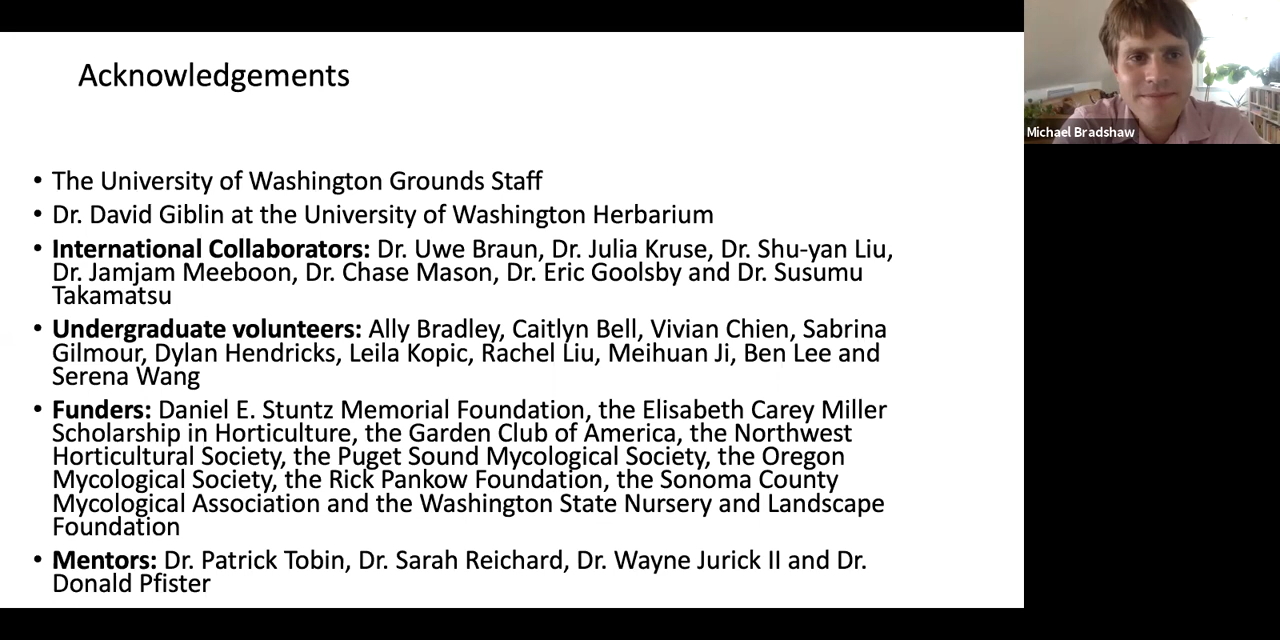 Acknowledgements
Michael Bradshaw
• The University of Washington Grounds Staff
• Dr. David Giblin at the University of Washington Herbarium
• International Collaborators: Dr. Uwe Braun, Dr. Julia Kruse, Dr. Shu-yan Liu,
Dr. Jamjam Meeboon, Dr. Chase Mason, Dr. Eric Goolsby and Dr. Susumu
Takamatsu
• Undergraduate volunteers: Ally Bradley, Caitlyn Bell, Vivian Chien, Sabrina
Gilmour, Dylan Hendricks, Leila Kopic, Rachel Liu, Meihuan Ji, Ben Lee and
Serena Wang
• Funders: Daniel E. Stuntz Memorial Foundation, the Elisabeth Carey Miller
Scholarship in Horticulture, the Garden Club of America, the Northwest
Horticultural Society, the Puget Sound Mycological Society, the Oregon
Mycological Society, the Rick Pankow Foundation, the Sonoma County
Mycological Association and the Washington State Nursery and Landscape
Foundation
• Mentors: Dr. Patrick Tobin, Dr. Sarah Reichard, Dr. Wayne Jurick II and Dr.
Donald Pfister